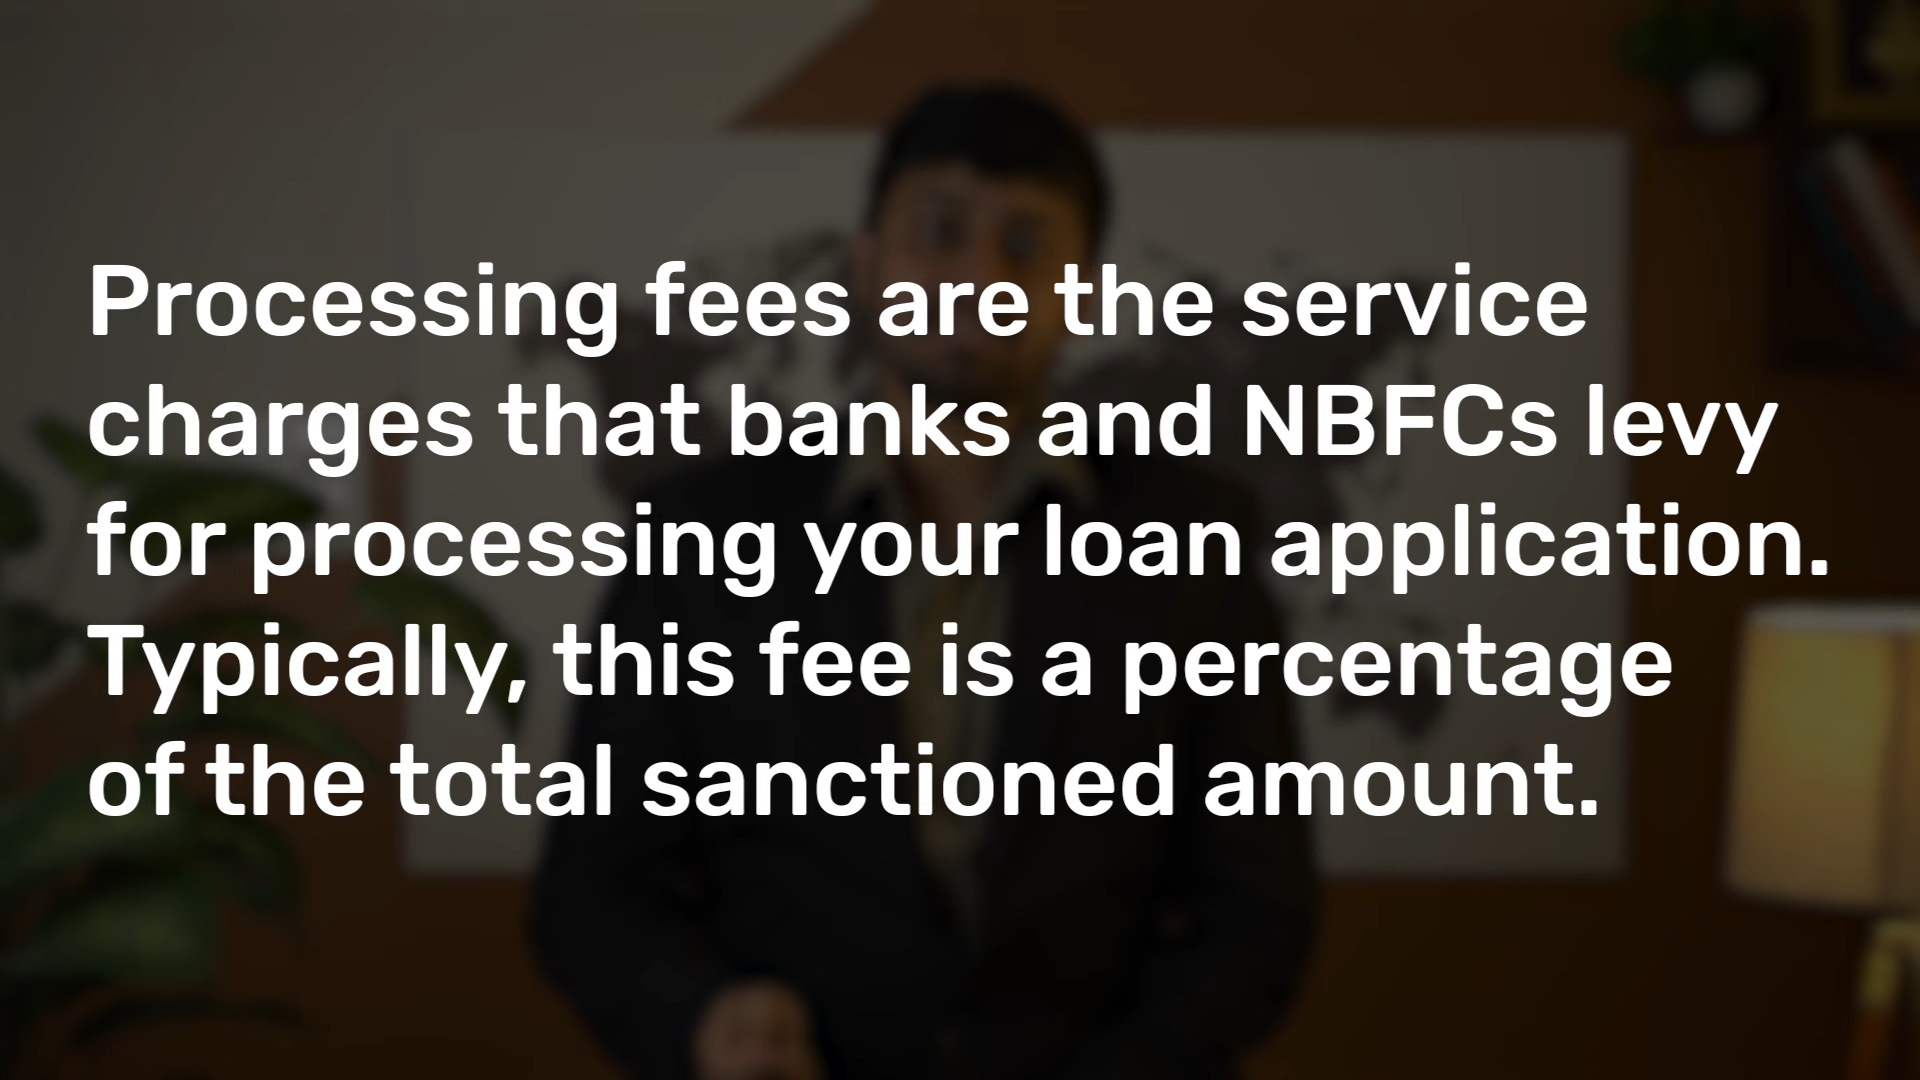 Processing fees are the service
charges that banks and NBFCs levy
for processing your loan application.
Typically, this fee is a percentage
of the total sanctioned amount.